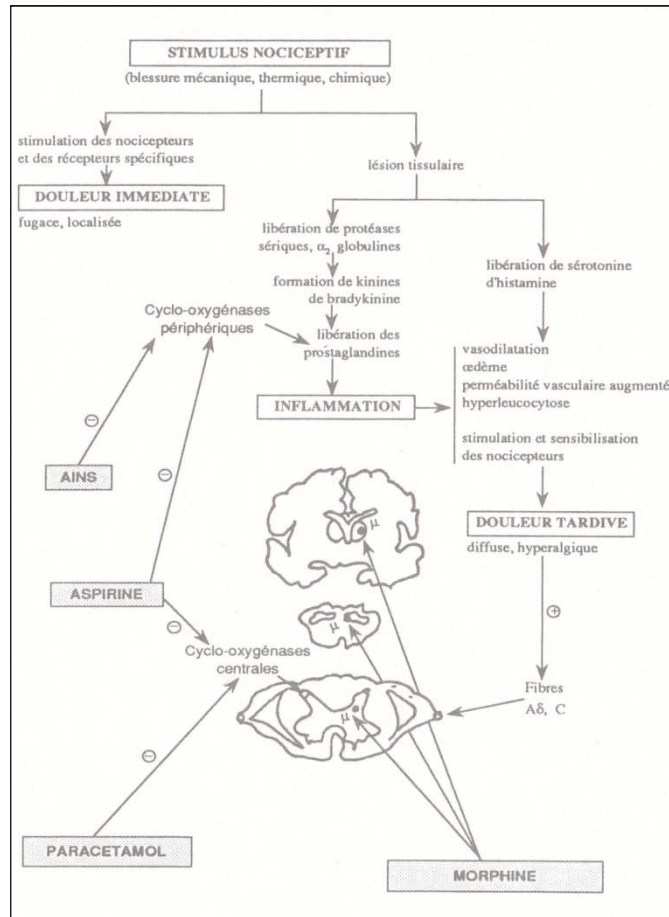 STIMULUS NOCICEPTIF
(blessure mécanique, thermique, chimique)
stimulation des nocicepteurs
et des récepteurs spécifiques
DOULEUR IMMEDIATE
fugace, localisée
lésion tissulaire
libération de protéases
sériques, α₂ globulines
formation de kinines
de bradykinine
libération des
prostaglandines
INFLAMMATION
libération de sérotonine
d'histamine
vasodilatation
œdème
perméabilité vasculaire augmenté
hyperleucocytose
stimulation et sensibilisation
des nocicepteurs
DOULEUR TARDIVE
diffuse, hyperalgique
⊕
Fibres
Aδ, C
Cyclo-oxygénases
périphériques
⊖
AINS
⊖
ASPIRINE
⊖
Cyclo-oxygénases
centrales
⊖
PARACETAMOL
μ
μ
μ
MORPHINE